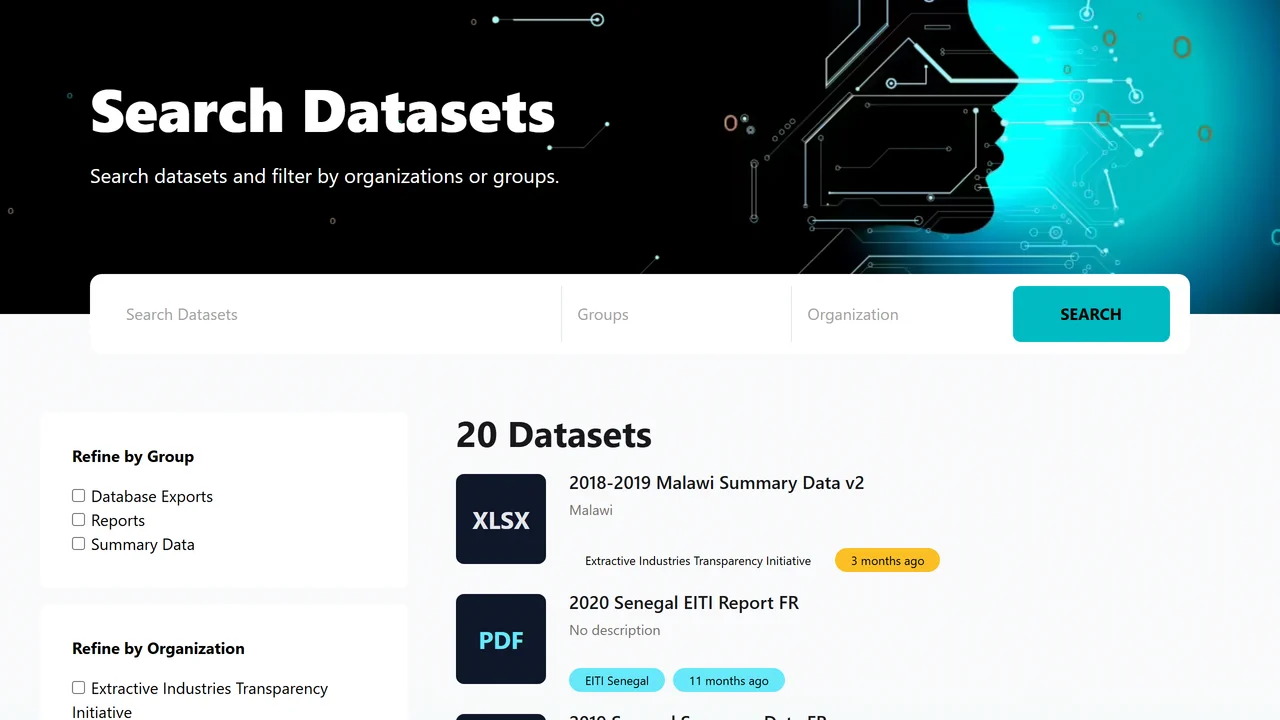 Search Datasets
Search datasets and filter by organizations or groups.
Search Datasets
Groups
Organization
SEARCH
Refine by Group
Database Exports
Reports
Summary Data
Refine by Organization
Extractive Industries Transparency
Initiative
20 Datasets
XLSX
2018-2019 Malawi Summary Data v2
Malawi
Extractive Industries Transparency Initiative
3 months ago
PDF
2020 Senegal EITI Report FR
No description
EITI Senegal
11 months ago